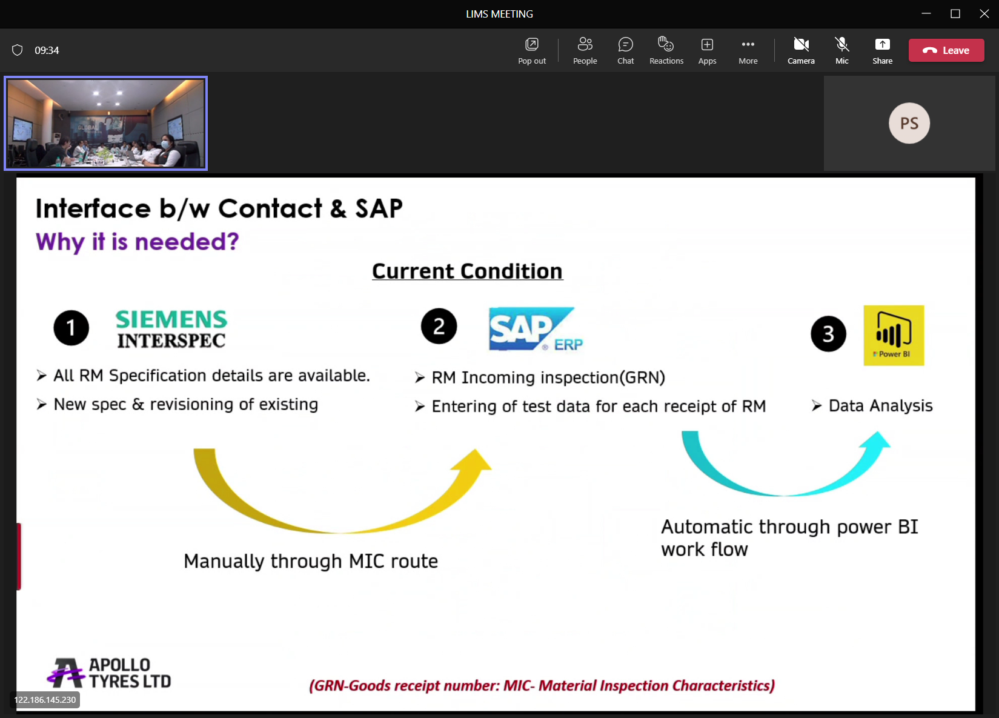 LIMS MEETING
09:34
Pop out
People
Chat
Reactions
Apps
More
Camera
Mic
Share
Leave
GLOBAL
PS
Interface b/w Contact & SAP
Why it is needed?
Current Condition
1
SIEMENS
INTERSPEC
2
SAP
® ERP
3
Power BI
➢ All RM Specification details are available.
➢ New spec & revisioning of existing
➢ RM Incoming inspection(GRN)
➢ Entering of test data for each receipt of RM
➢ Data Analysis
Manually through MIC route
Automatic through power BI
work flow
APOLLO
TYRES LTD
(GRN-Goods receipt number: MIC- Material Inspection Characteristics)
122.186.145.230